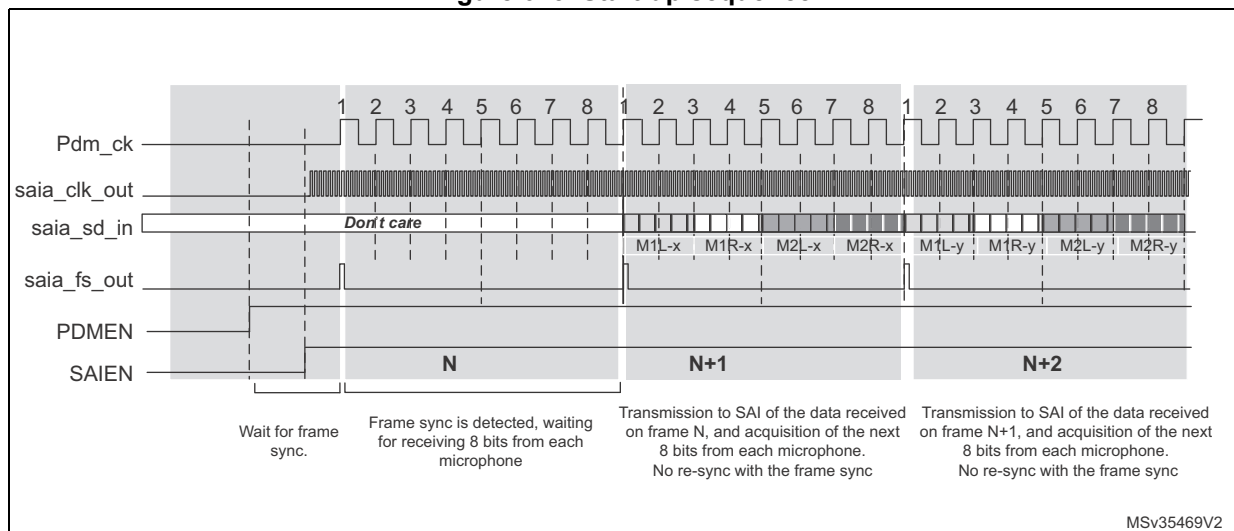 1 2 3 4 5 6 7 8 1 2 3 4 5 6 7 8 1 2 3 4 5 6 7 8
Pdm_ck
saia_clk_out
saia_sd_in
Don't care
M1L-x M1R-x M2L-x M2R-x M1L-y M1R-y M2L-y M2R-y
saia_fs_out
PDMEN
SAIEN
N N+1 N+2
Wait for frame
sync.
Frame sync is detected, waiting
for receiving 8 bits from each
microphone
Transmission to SAI of the data received
on frame N, and acquisition of the next
8 bits from each microphone.
No re-sync with the frame sync
Transmission to SAI of the data received
on frame N+1, and acquisition of the next
8 bits from each microphone.
No re-sync with the frame sync
MSv35469V2